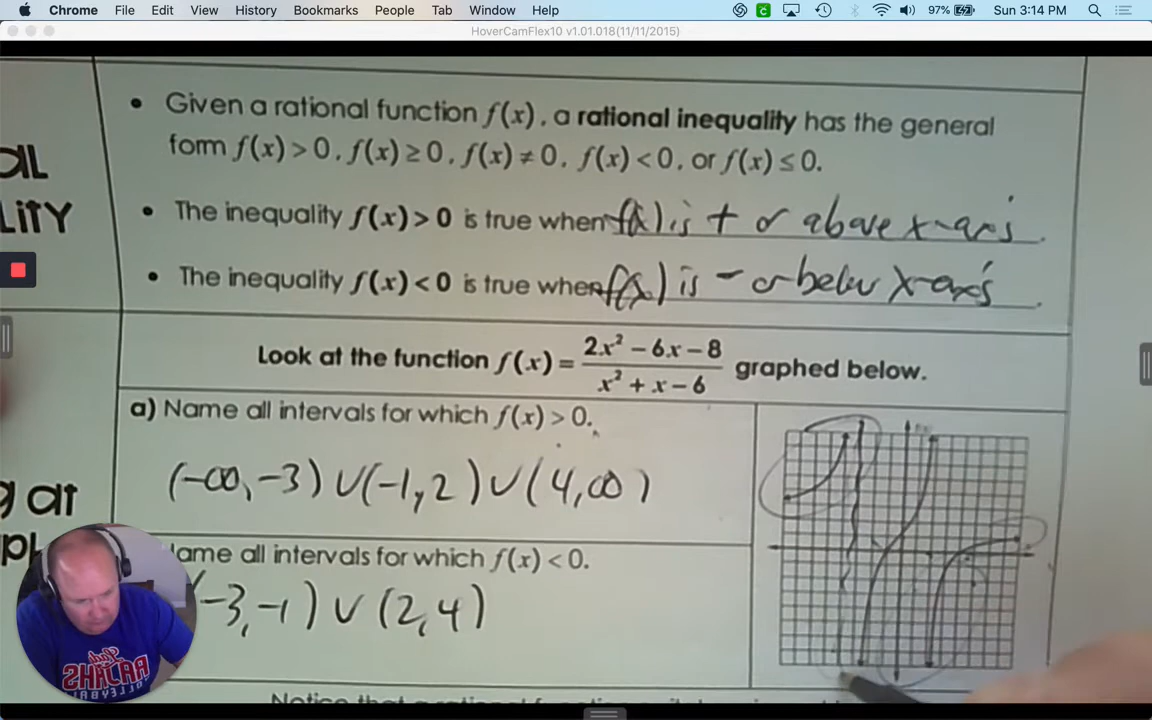 Chrome File Edit View History Bookmarks People Tab Window Help 97% Sun 3:14 PM
HoverCamFlex10 v1.01.018(11/11/2015)
• Given a rational function f(x), a rational inequality has the general
form f(x) > 0, f(x) ≥ 0, f(x) ≠ 0, f(x) < 0, or f(x) ≤ 0.
AL
LITY
• The inequality f(x) > 0 is true when f(x) is + or above x-axis.
• The inequality f(x) < 0 is true when f(x) is - or below x-axis.
Look at the function f(x) = 2x² - 6x - 8 / x² + x - 6 graphed below.
a) Name all intervals for which f(x) > 0.
(-∞, -3) ∪ (-1, 2) ∪ (4, ∞)
g at
ame all intervals for which f(x) < 0.
(-3, -1) ∪ (2, 4)